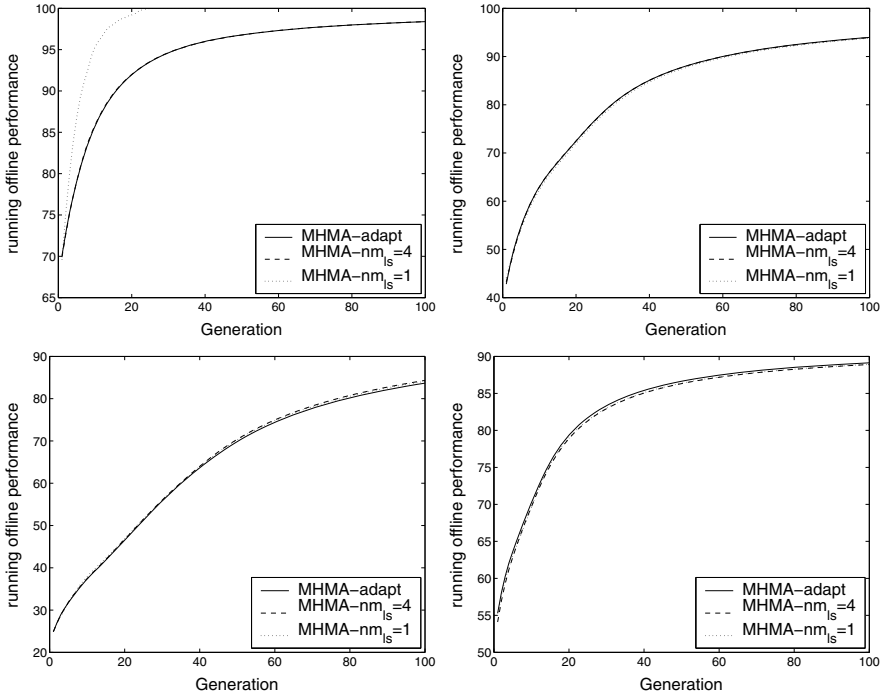 100
95
90
85
80
75
70
65
0 20 40 60 80 100
running offline performance
Generation
MHMA−adapt
MHMA−nm_ls=4
MHMA−nm_ls=1
100
90
80
70
60
50
40
0 20 40 60 80 100
running offline performance
Generation
MHMA−adapt
MHMA−nm_ls=4
MHMA−nm_ls=1
90
80
70
60
50
40
30
20
0 20 40 60 80 100
running offline performance
Generation
MHMA−adapt
MHMA−nm_ls=4
MHMA−nm_ls=1
90
85
80
75
70
65
60
55
50
0 20 40 60 80 100
running offline performance
Generation
MHMA−adapt
MHMA−nm_ls=4
MHMA−nm_ls=1